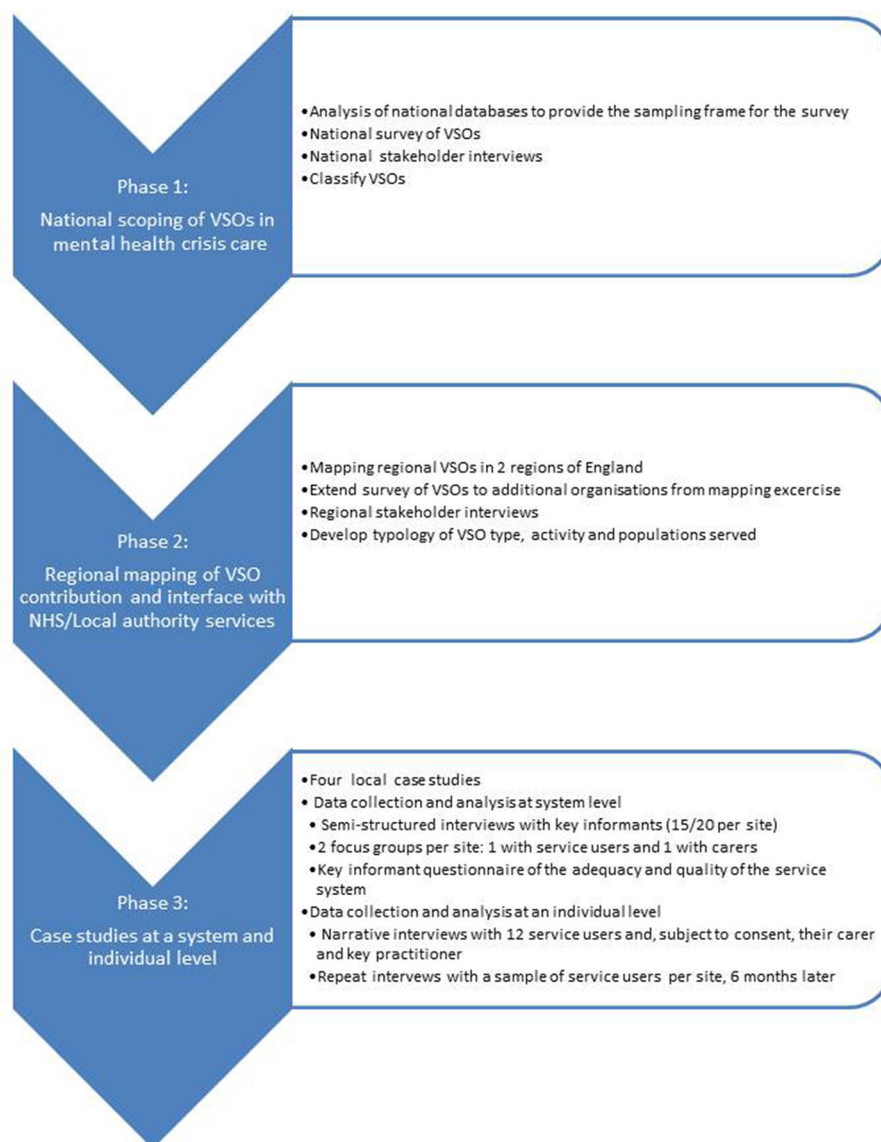 Phase 1:
National scoping of VSOs in
mental health crisis care
•Analysis of national databases to provide the sampling frame for the survey
•National survey of VSOs
•National stakeholder interviews
•Classify VSOs
Phase 2:
Regional mapping of VSO
contribution and interface with
NHS/Local authority services
•Mapping regional VSOs in 2 regions of England
•Extend survey of VSOs to additional organisations from mapping excercise
•Regional stakeholder interviews
•Develop typology of VSO type, activity and populations served
Phase 3:
Case studies at a system and
individual level
•Four local case studies
• Data collection and analysis at system level
• Semi-structured interviews with key informants (15/20 per site)
•2 focus groups per site: 1 with service users and 1 with carers
•Key informant questionnaire of the adequacy and quality of the service
system
•Data collection and analysis at an individual level
• Narrative interviews with 12 service users and, subject to consent, their carer
and key practitioner
•Repeat intervews with a sample of service users per site, 6 months later